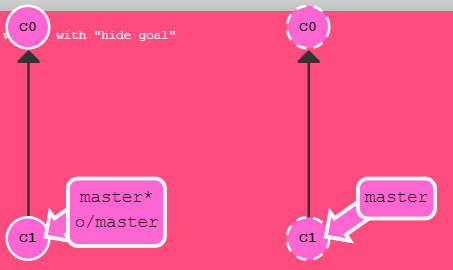 C0
C0
with "hide goal"
master*
o/master
master
C1
C1